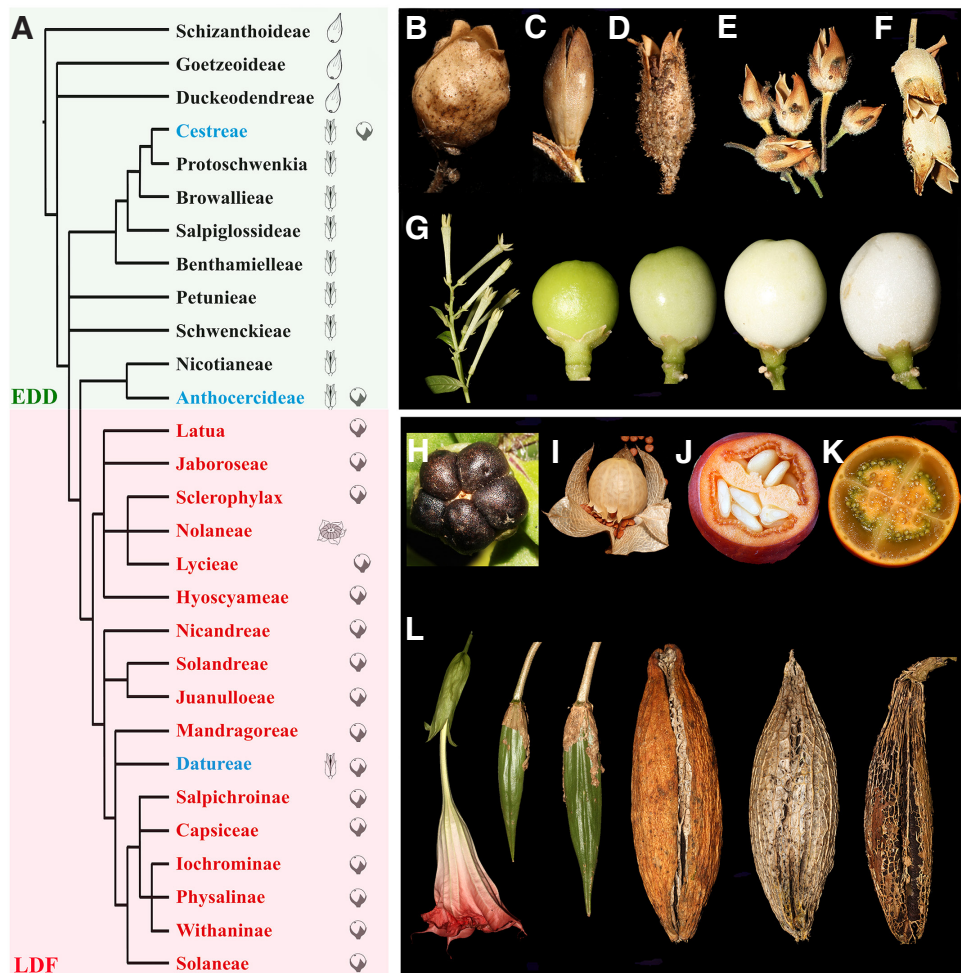 A
Schizanthoideae
Goetzeoideae
Duckeodendreae
Cestreae
Protoschwenkia
Browallieae
Salpiglossideae
Benthamielleae
Petunieae
Schwenckieae
Nicotianeae
EDD
Anthocercideae
Latua
Jaboroseae
Sclerophylax
Nolaneae
Lycieae
Hyoscyameae
Nicandreae
Solandreae
Juanulloeae
Mandragoreae
Datureae
Salpichroinae
Capsiceae
Iochrominae
Physalinae
Withaninae
LDF
Solaneae
B C D E F
G
H I J K
L